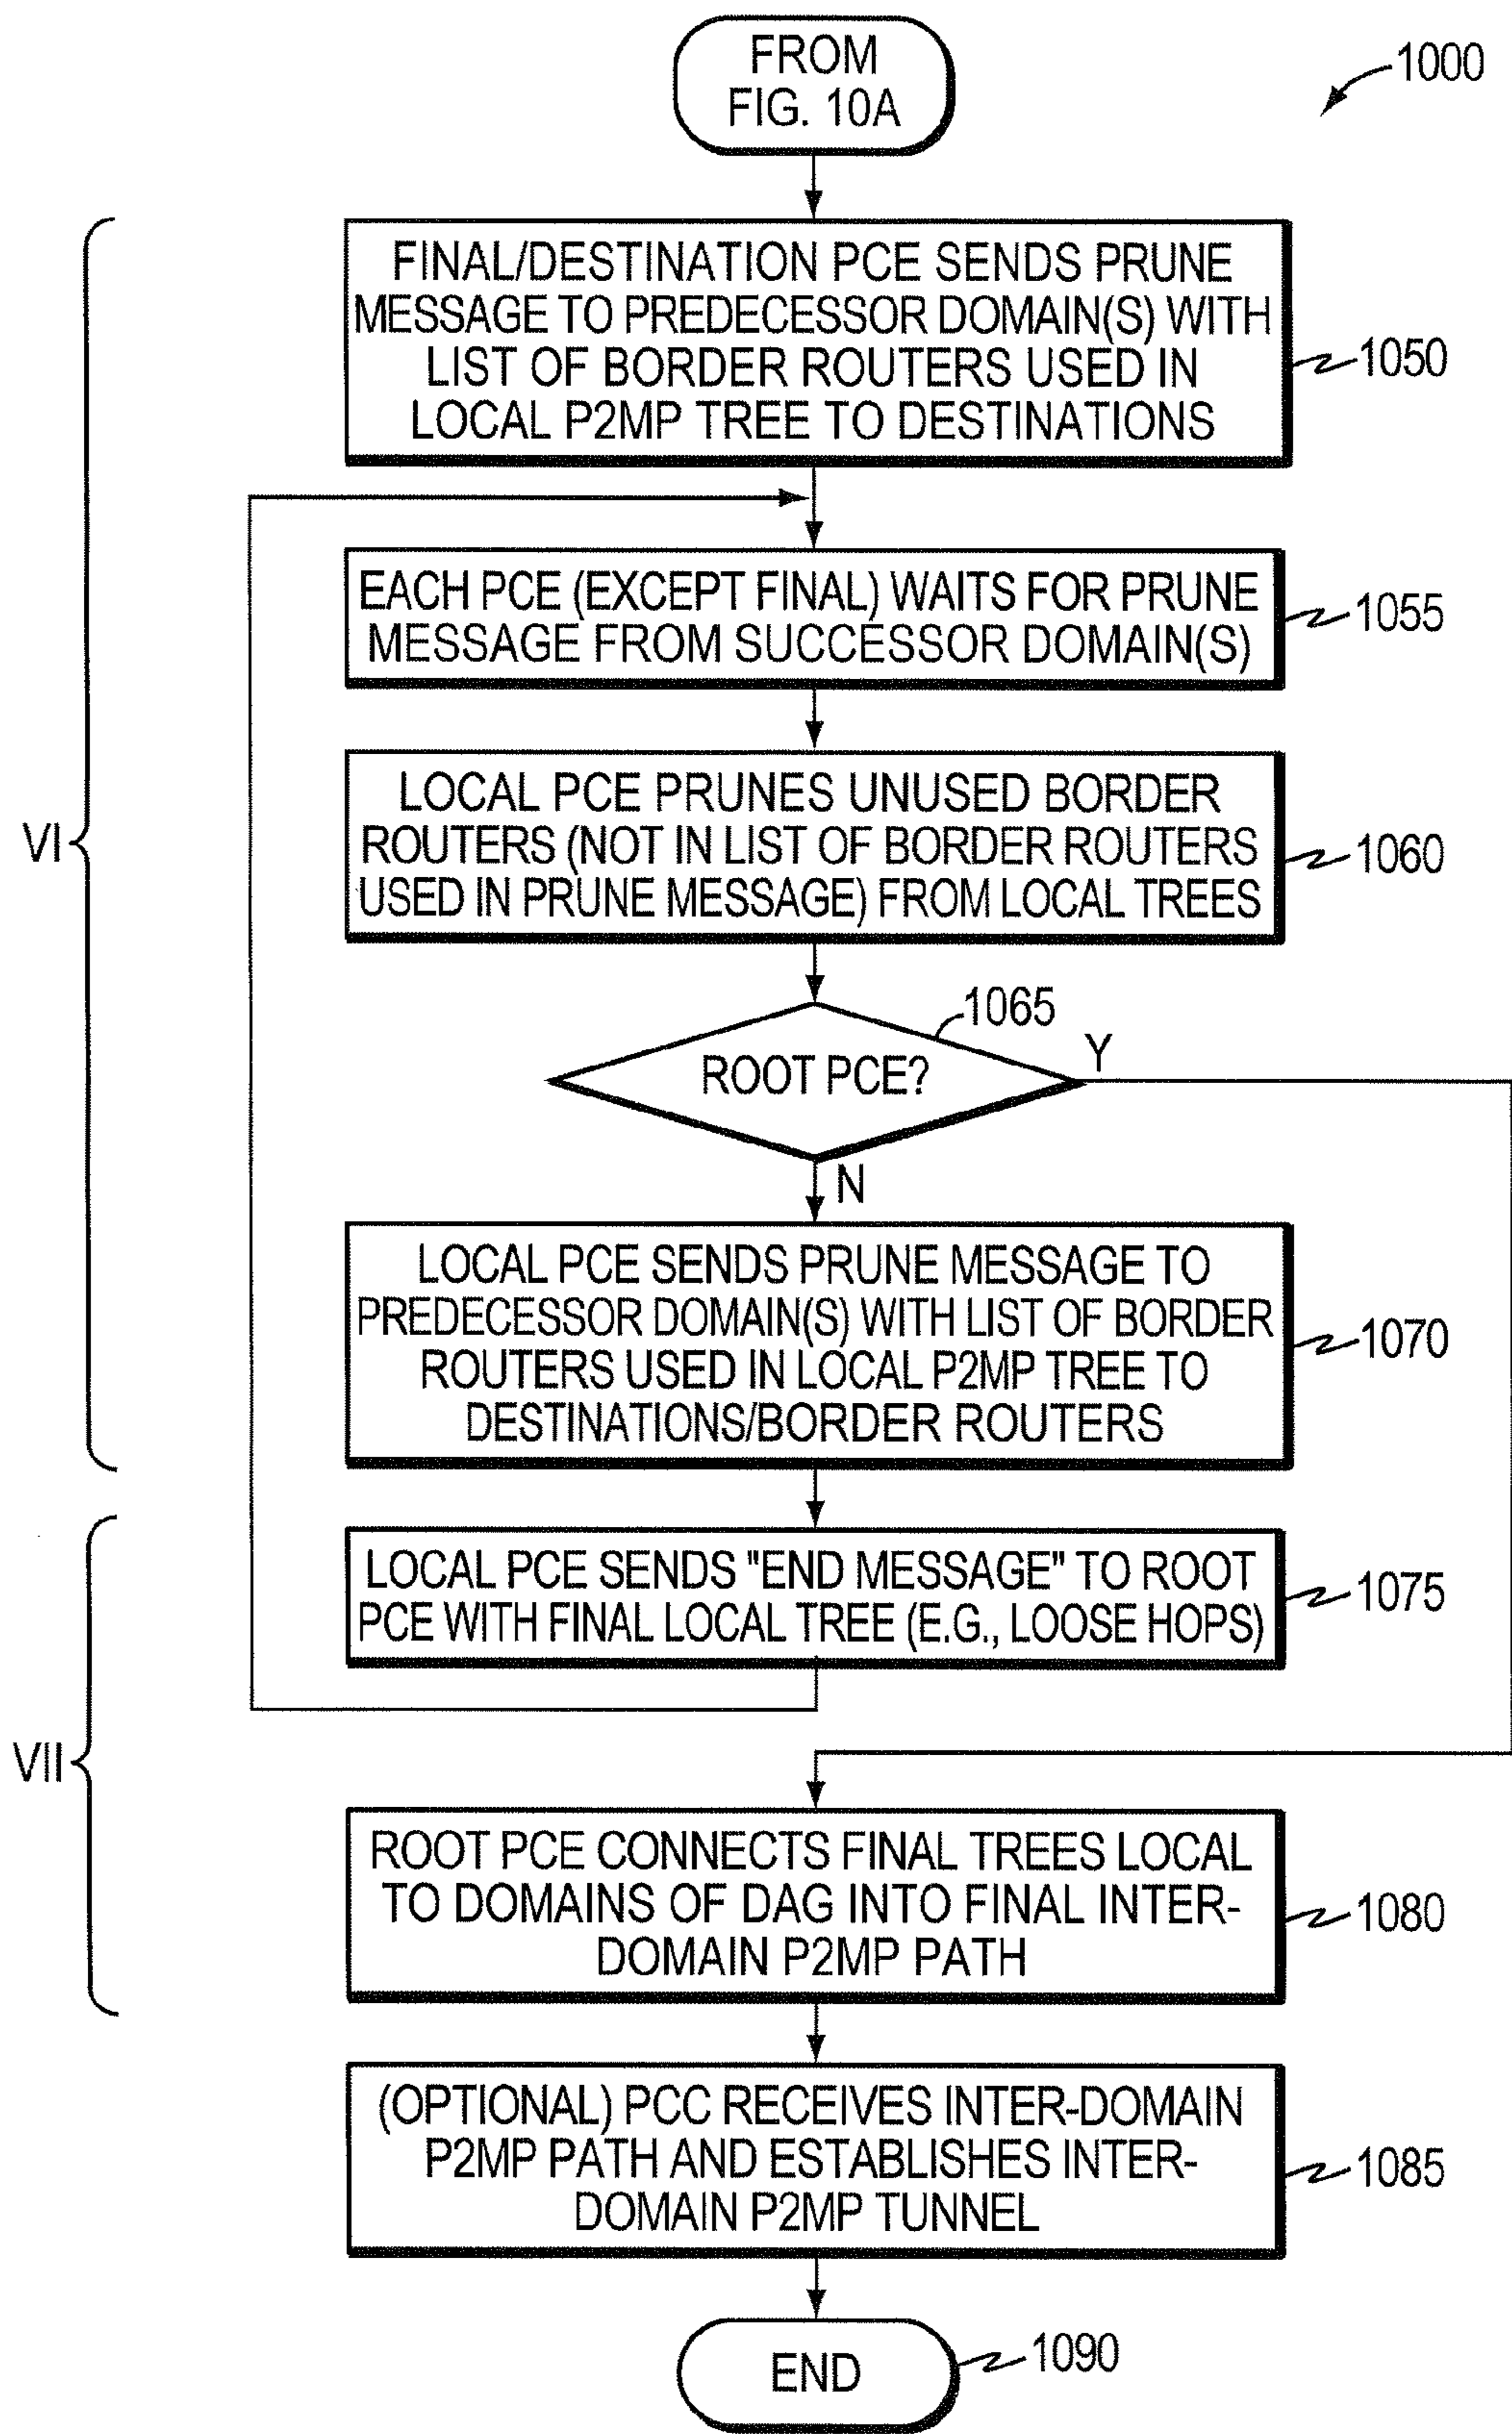 FROM
FIG. 10A
1000
FINAL/DESTINATION PCE SENDS PRUNE
MESSAGE TO PREDECESSOR DOMAIN(S) WITH
LIST OF BORDER ROUTERS USED IN
LOCAL P2MP TREE TO DESTINATIONS
1050
EACH PCE (EXCEPT FINAL) WAITS FOR PRUNE
MESSAGE FROM SUCCESSOR DOMAIN(S)
1055
LOCAL PCE PRUNES UNUSED BORDER
ROUTERS (NOT IN LIST OF BORDER ROUTERS
USED IN PRUNE MESSAGE) FROM LOCAL TREES
1060
VI
1065
ROOT PCE?
Y
N
LOCAL PCE SENDS PRUNE MESSAGE TO
PREDECESSOR DOMAIN(S) WITH LIST OF BORDER
ROUTERS USED IN LOCAL P2MP TREE TO
DESTINATIONS/BORDER ROUTERS
1070
LOCAL PCE SENDS "END MESSAGE" TO ROOT
PCE WITH FINAL LOCAL TREE (E.G., LOOSE HOPS)
1075
VII
ROOT PCE CONNECTS FINAL TREES LOCAL
TO DOMAINS OF DAG INTO FINAL INTER-
DOMAIN P2MP PATH
1080
(OPTIONAL) PCC RECEIVES INTER-DOMAIN
P2MP PATH AND ESTABLISHES INTER-
DOMAIN P2MP TUNNEL
1085
END
1090